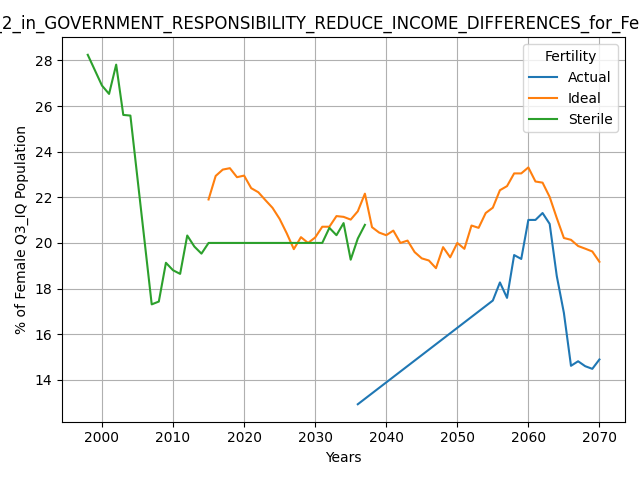 _2_in_GOVERNMENT_RESPONSIBILITY_REDUCE_INCOME_DIFFERENCES_for_Fe
Fertility
Actual
Ideal
Sterile
% of Female Q3_IQ Population
28
26
24
22
20
18
16
14
2000 2010 2020 2030 2040 2050 2060 2070
Years